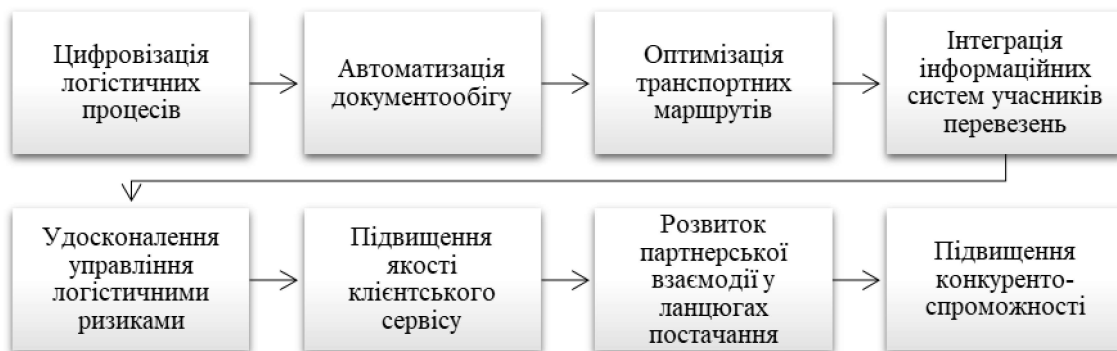 Цифровізація
логістичних
процесів
Автоматизація
документообігу
Оптимізація
транспортних
маршрутів
Інтеграція
інформаційних
систем учасників
перевезень
Удосконалення
управління
логістичними
ризиками
Підвищення
якості
клієнтського
сервісу
Розвиток
партнерської
взаємодії у
ланцюгах
постачання
Підвищення
конкуренто-
спроможності